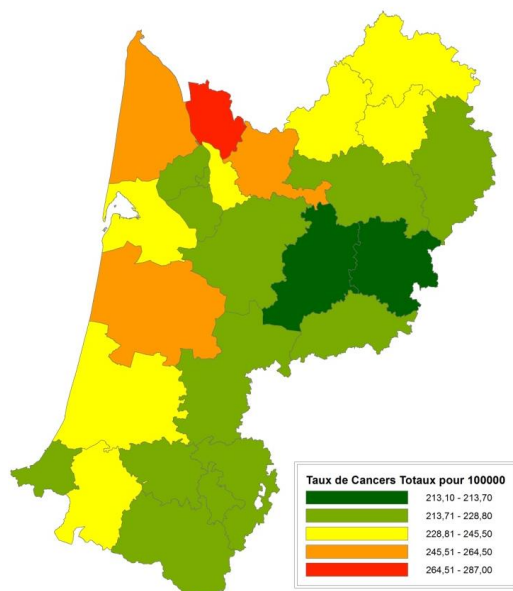 Taux de Cancers Totaux pour 100000
213,10 - 213,70
213,71 - 228,80
228,81 - 245,50
245,51 - 264,50
264,51 - 287,00